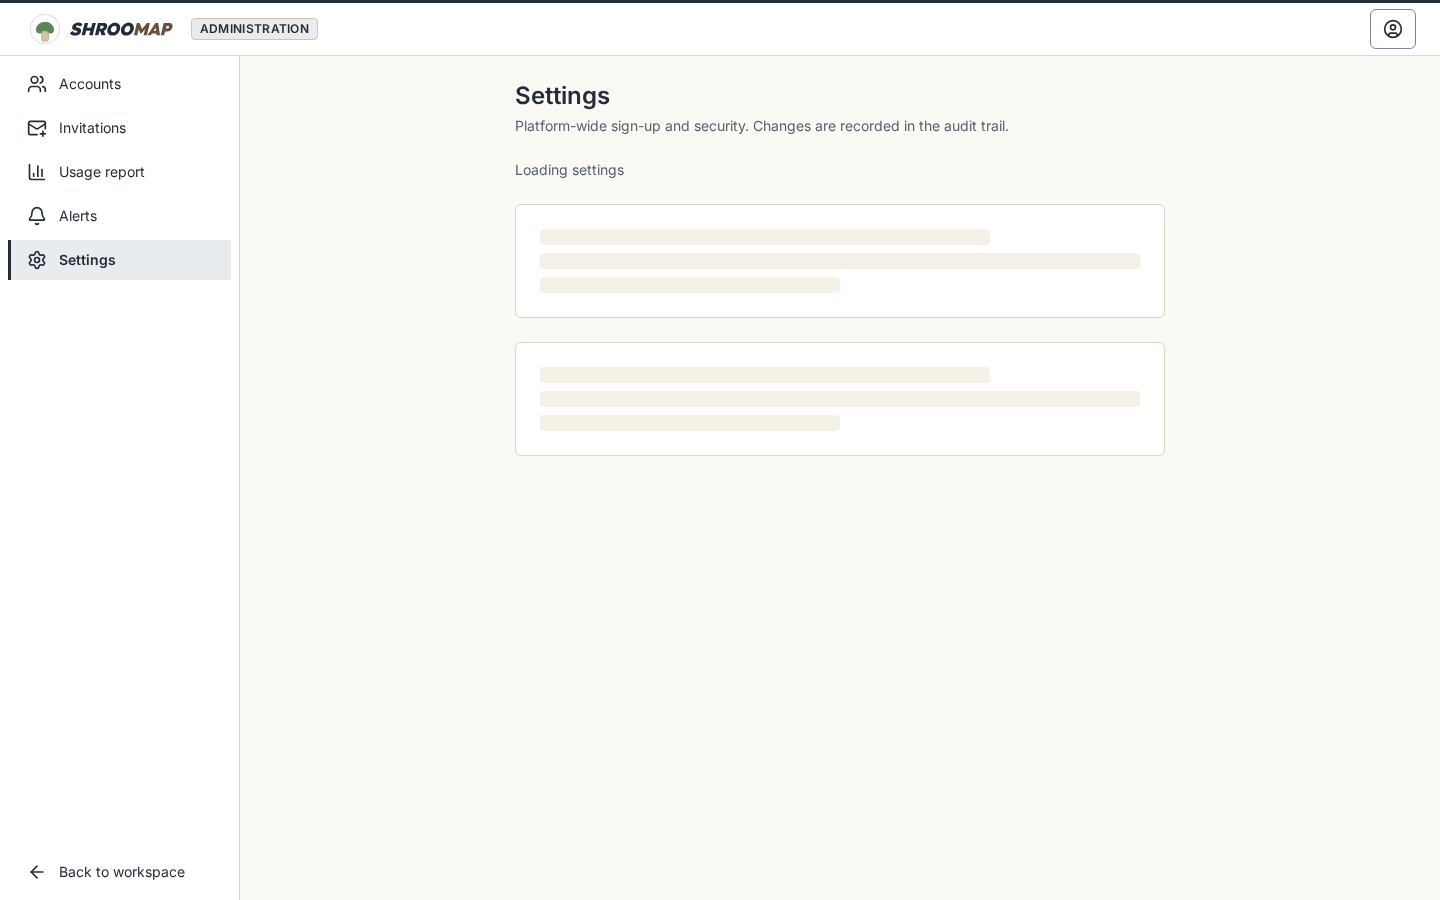 SHROOMAP
ADMINISTRATION
Accounts
Invitations
Usage report
Alerts
Settings
Back to workspace
Settings
Platform-wide sign-up and security. Changes are recorded in the audit trail.
Loading settings